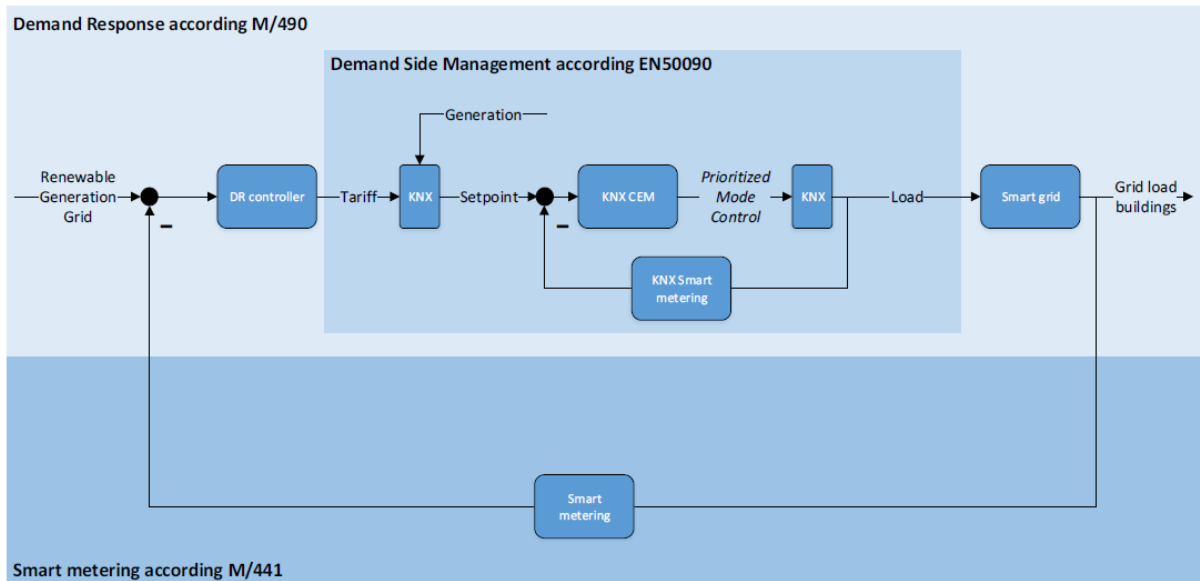 Demand Response according M/490
Demand Side Management according EN50090
Generation
Renewable
Generation
Grid
DR controller
Tariff
KNX
Setpoint
KNX CEM
Prioritized
Mode
Control
KNX
Load
Smart grid
Grid load
buildings
–
–
KNX Smart
metering
Smart
metering
Smart metering according M/441